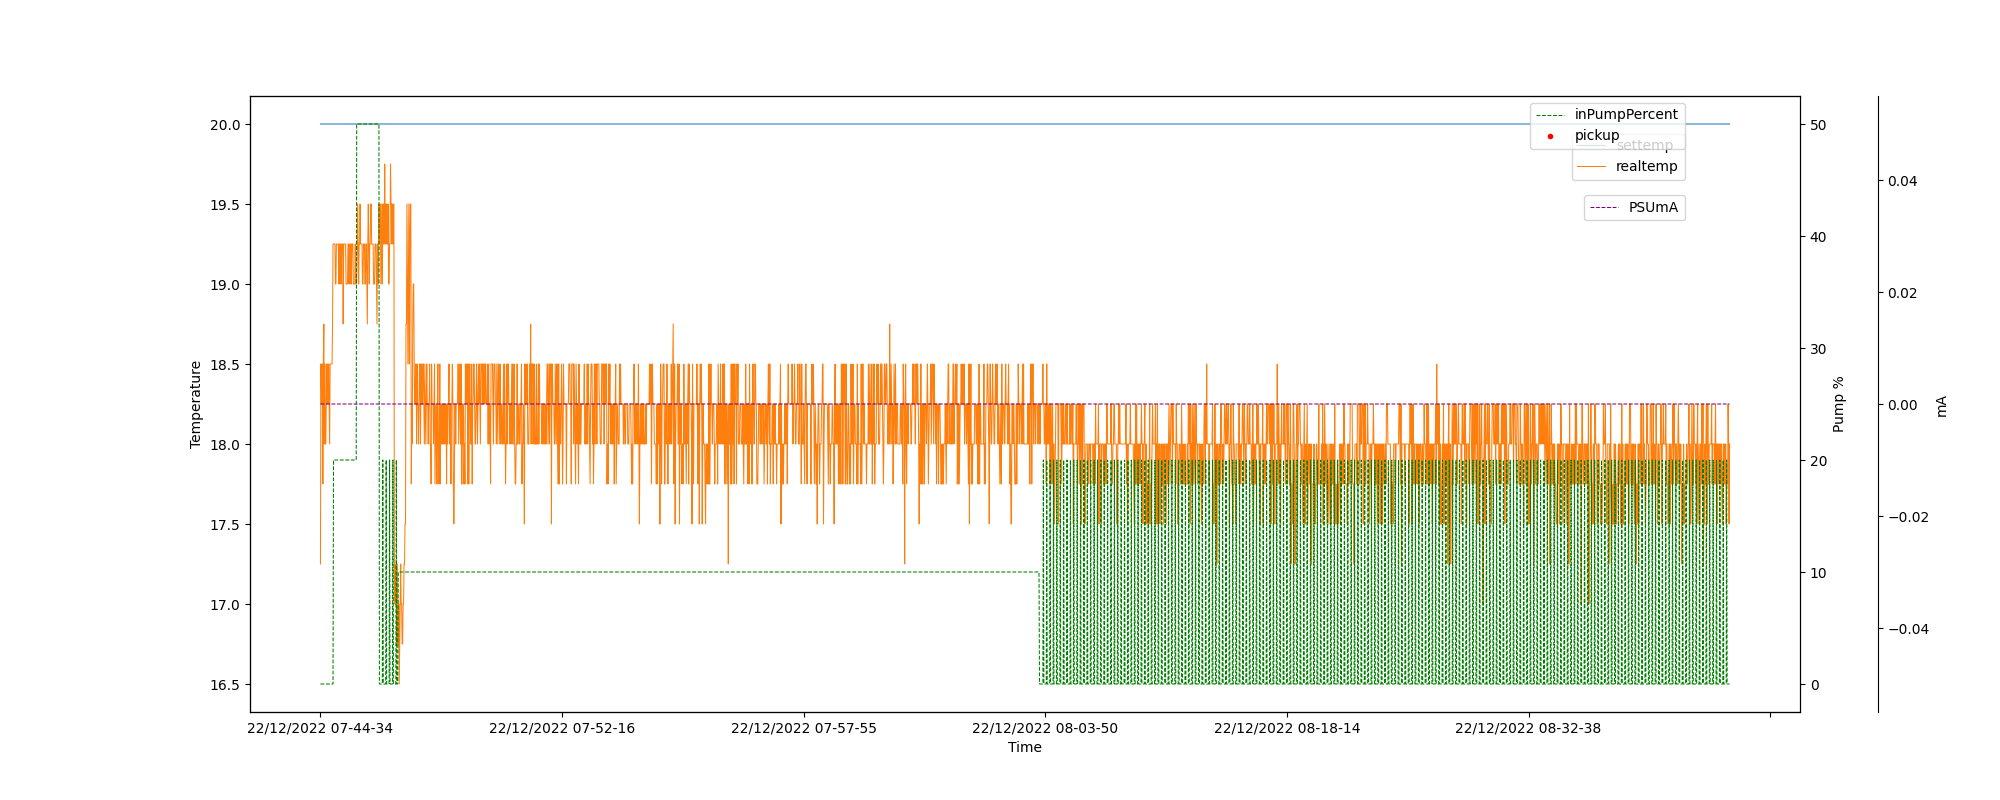 inPumpPercent
pickup
settemp
realtemp
PSUmA
Temperature
20.0
19.5
19.0
18.5
18.0
17.5
17.0
16.5
50
40
30
20
10
0
Pump %
0.04
0.02
0.00
−0.02
−0.04
mA
22/12/2022 07-44-34
22/12/2022 07-52-16
22/12/2022 07-57-55
22/12/2022 08-03-50
22/12/2022 08-18-14
22/12/2022 08-32-38
Time